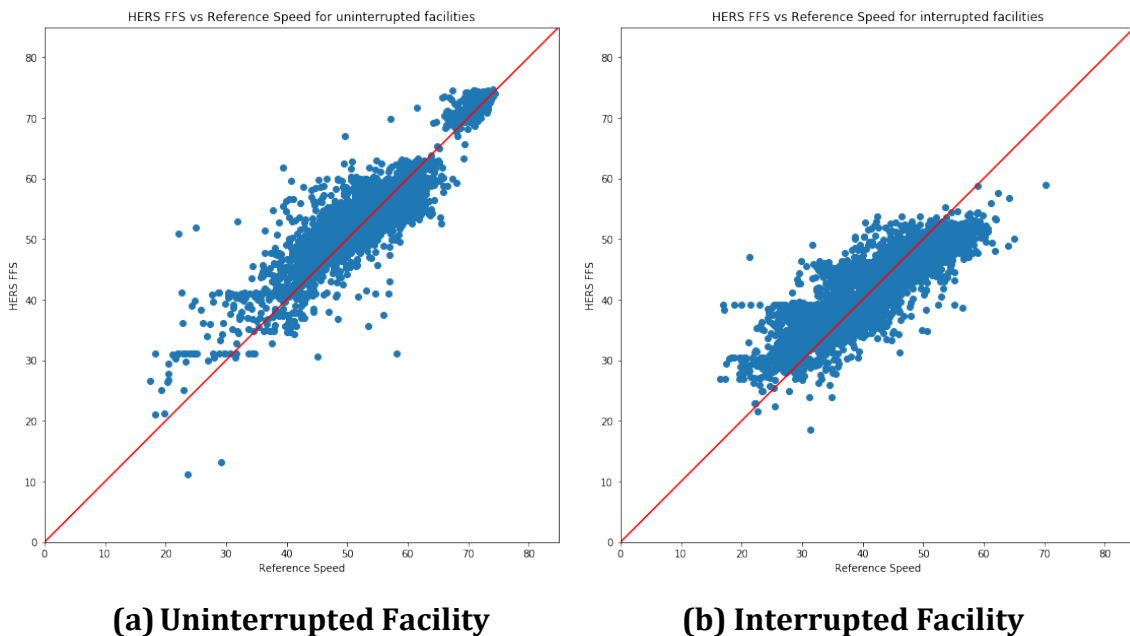 HERS FFS vs Reference Speed for uninterrupted facilities
80
70
60
50
40
30
20
10
0
HERS FFS
0 10 20 30 40 50 60 70 80
Reference Speed
(a) Uninterrupted Facility
HERS FFS vs Reference Speed for interrupted facilities
80
70
60
50
40
30
20
10
0
HERS FFS
0 10 20 30 40 50 60 70 80
Reference Speed
(b) Interrupted Facility